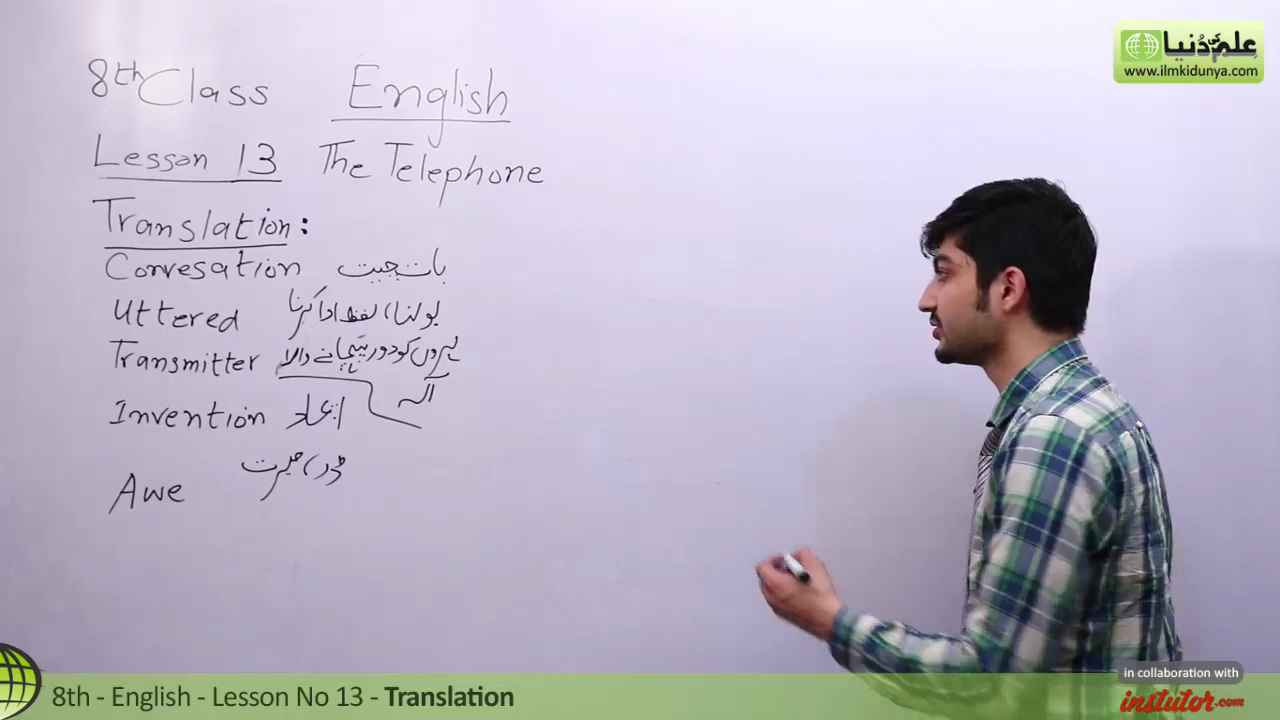 علم کی دنیا
www.ilmkidunya.com
8th Class English
Lesson 13 The Telephone
Translation:
Convesation بات چیت
Uttered بولنا، لفظ ادا کرنا
Transmitter لہروں کو دور پہنچانے والا
آلہ
Invention ایجاد
Awe ڈر، حیرت
in collaboration with
8th - English - Lesson No 13 - Translation
instutor.com